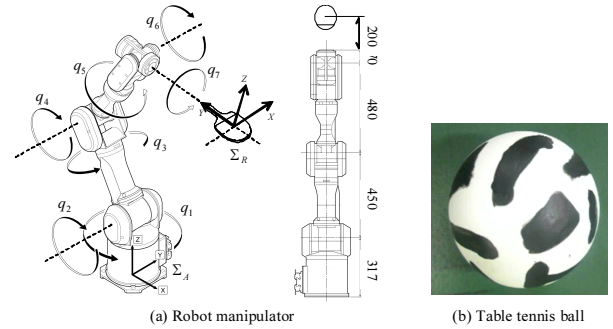 q6
q5
q7
q4
Z
Y
X
q3
ΣR
q2
q1
Z
Y
X
ΣA
200
70
480
450
317
(a) Robot manipulator
(b) Table tennis ball